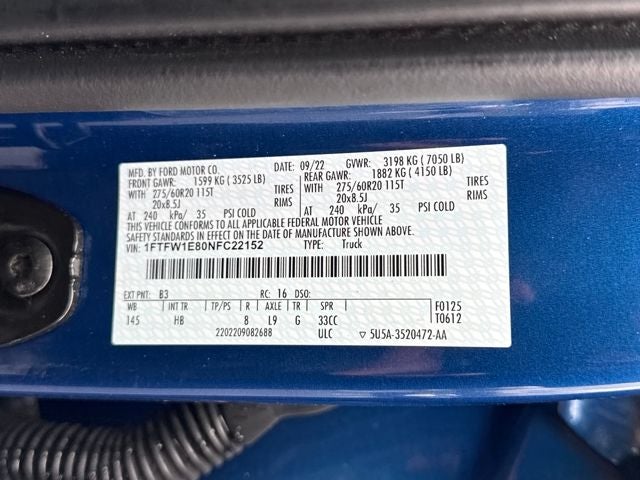 MFD. BY FORD MOTOR CO. DATE: 09/22 GVWR: 3198 KG ( 7050 LB)
FRONT GAWR: 1599 KG ( 3525 LB) REAR GAWR: 1882 KG ( 4150 LB)
WITH 275/60R20 115T TIRES WITH 275/60R20 115T TIRES
20x8.5J RIMS 20x8.5J RIMS
AT 240 kPa/ 35 PSI COLD AT 240 kPa/ 35 PSI COLD
THIS VEHICLE CONFORMS TO ALL APPLICABLE FEDERAL MOTOR VEHICLE
SAFETY STANDARDS IN EFFECT ON THE DATE OF MANUFACTURE SHOWN ABOVE.
VIN: 1FTFW1E80NFC22152 TYPE: Truck
EXT PNT: B3 RC: 16 DSO:
WB INT TR TP/PS R AXLE TR SPR F0125
145 HB 8 L9 G 33CC T0612
2202209082688 ULC ▽ 5U5A-3520472-AA